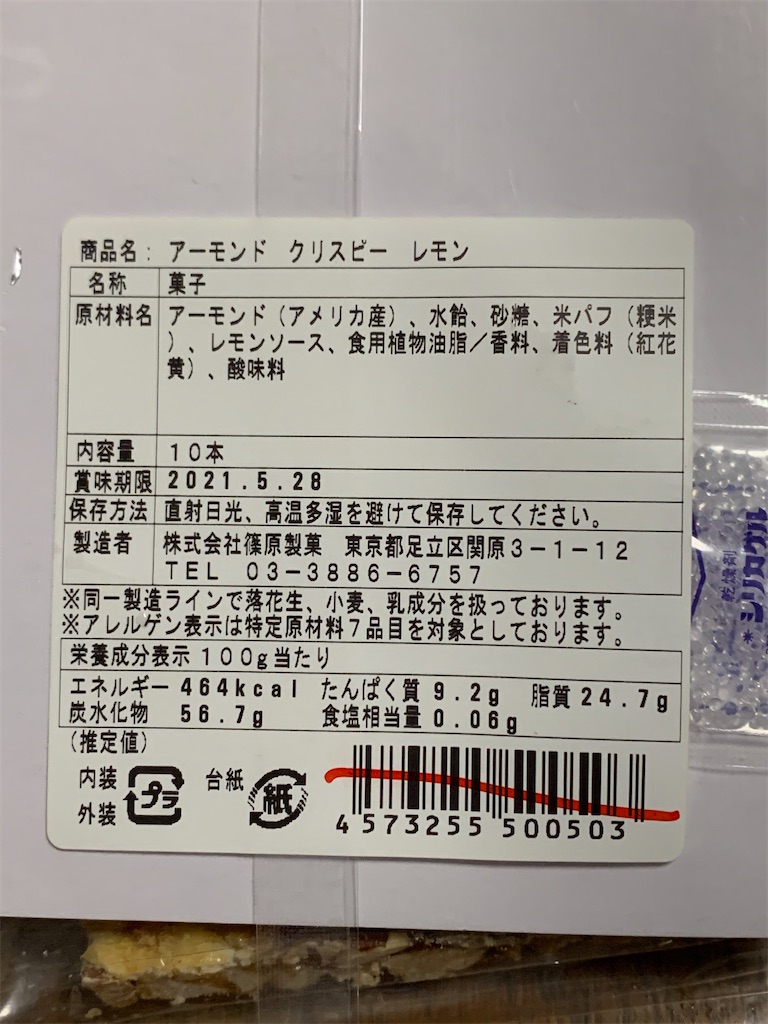 商品名: アーモンド クリスピー レモン
名称 菓子
原材料名 アーモンド（アメリカ産）、水飴、砂糖、米パフ（粳米
）、レモンソース、食用植物油脂／香料、着色料（紅花
黄）、酸味料
内容量 10本
賞味期限 2021.5.28
保存方法 直射日光、高温多湿を避けて保存してください。
製造者 株式会社篠原製菓 東京都足立区関原3－1－12
TEL 03－3886－6757
※同一製造ラインで落花生、小麦、乳成分を扱っております。
※アレルゲン表示は特定原材料7品目を対象としております。
栄養成分表示 100g当たり
エネルギー 464kcal たんぱく質 9.2g 脂質 24.7g
炭水化物 56.7g 食塩相当量 0.06g
(推定値)
内装 プラ 台紙 紙
外装
4573255 500503
乾燥剤
シリカゲル